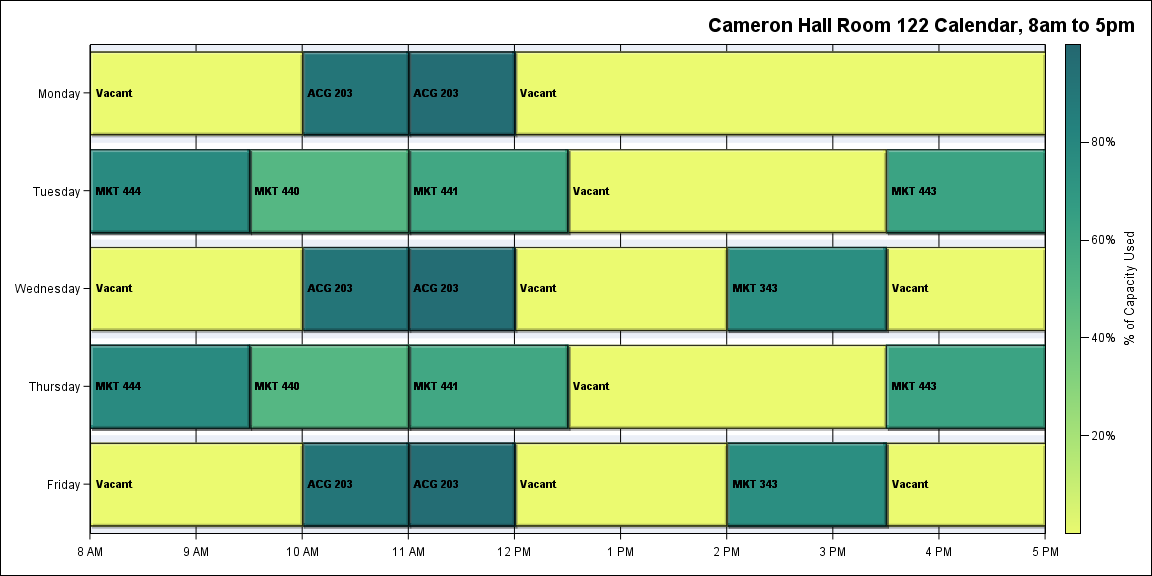 Cameron Hall Room 122 Calendar, 8am to 5pm
Monday
Vacant
ACG 203
ACG 203
Vacant
Tuesday
MKT 444
MKT 440
MKT 441
Vacant
MKT 443
Wednesday
Vacant
ACG 203
ACG 203
Vacant
MKT 343
Vacant
Thursday
MKT 444
MKT 440
MKT 441
Vacant
MKT 443
Friday
Vacant
ACG 203
ACG 203
Vacant
MKT 343
Vacant
8 AM
9 AM
10 AM
11 AM
12 PM
1 PM
2 PM
3 PM
4 PM
5 PM
80%
60%
40%
20%
% of Capacity Used